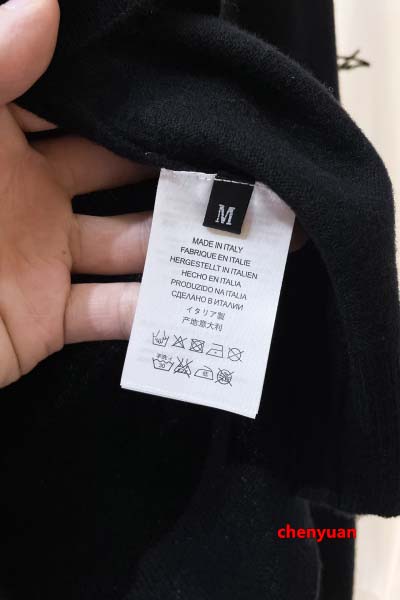 M
MADE IN ITALY
FABRIQUE EN ITALIE
HERGESTELLT IN ITALIEN
HECHO EN ITALIA
PRODUZIDO NA ITALIA
СДЕЛАНО В ИТАЛИИ
イタリア製
产地意大利
30
chenyuan